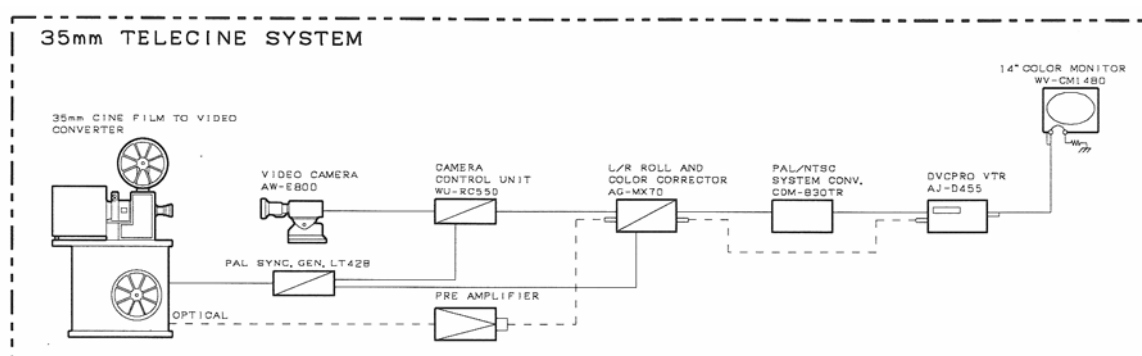 35mm TELECINE SYSTEM
14" COLOR MONITOR
WV-CM1480
35mm CINE FILM TO VIDEO
CONVERTER
VIDEO CAMERA
AW-E800
CAMERA
CONTROL UNIT
WU-RC550
L/R ROLL AND
COLOR CORRECTOR
AG-MX70
PAL/NTSC
SYSTEM CONV.
CDM-830TR
DVCPRO VTR
AJ-D455
PAL SYNC, GEN, LT428
PRE AMPLIFIER
OPTICAL